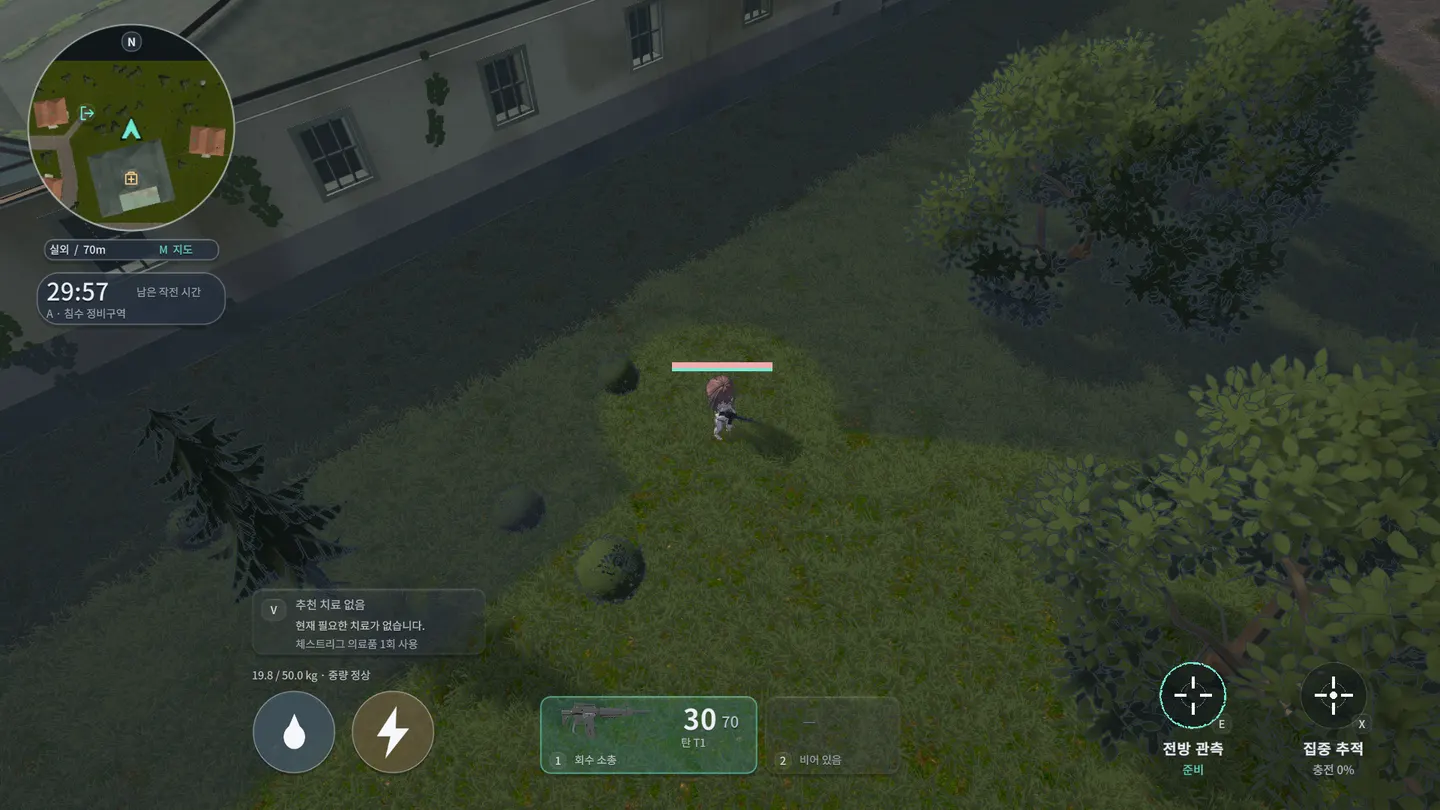 N
실외 / 70m
M 지도
29:57
남은 작전 시간
A · 침수 정비구역
V
추천 치료 없음
현재 필요한 치료가 없습니다.
체스트리그 의료품 1회 사용
19.8 / 50.0 kg · 중량 정상
30 70
탄 T1
1 회수 소총
—
2 비어 있음
E
전방 관측
준비
X
집중 추적
충전 0%